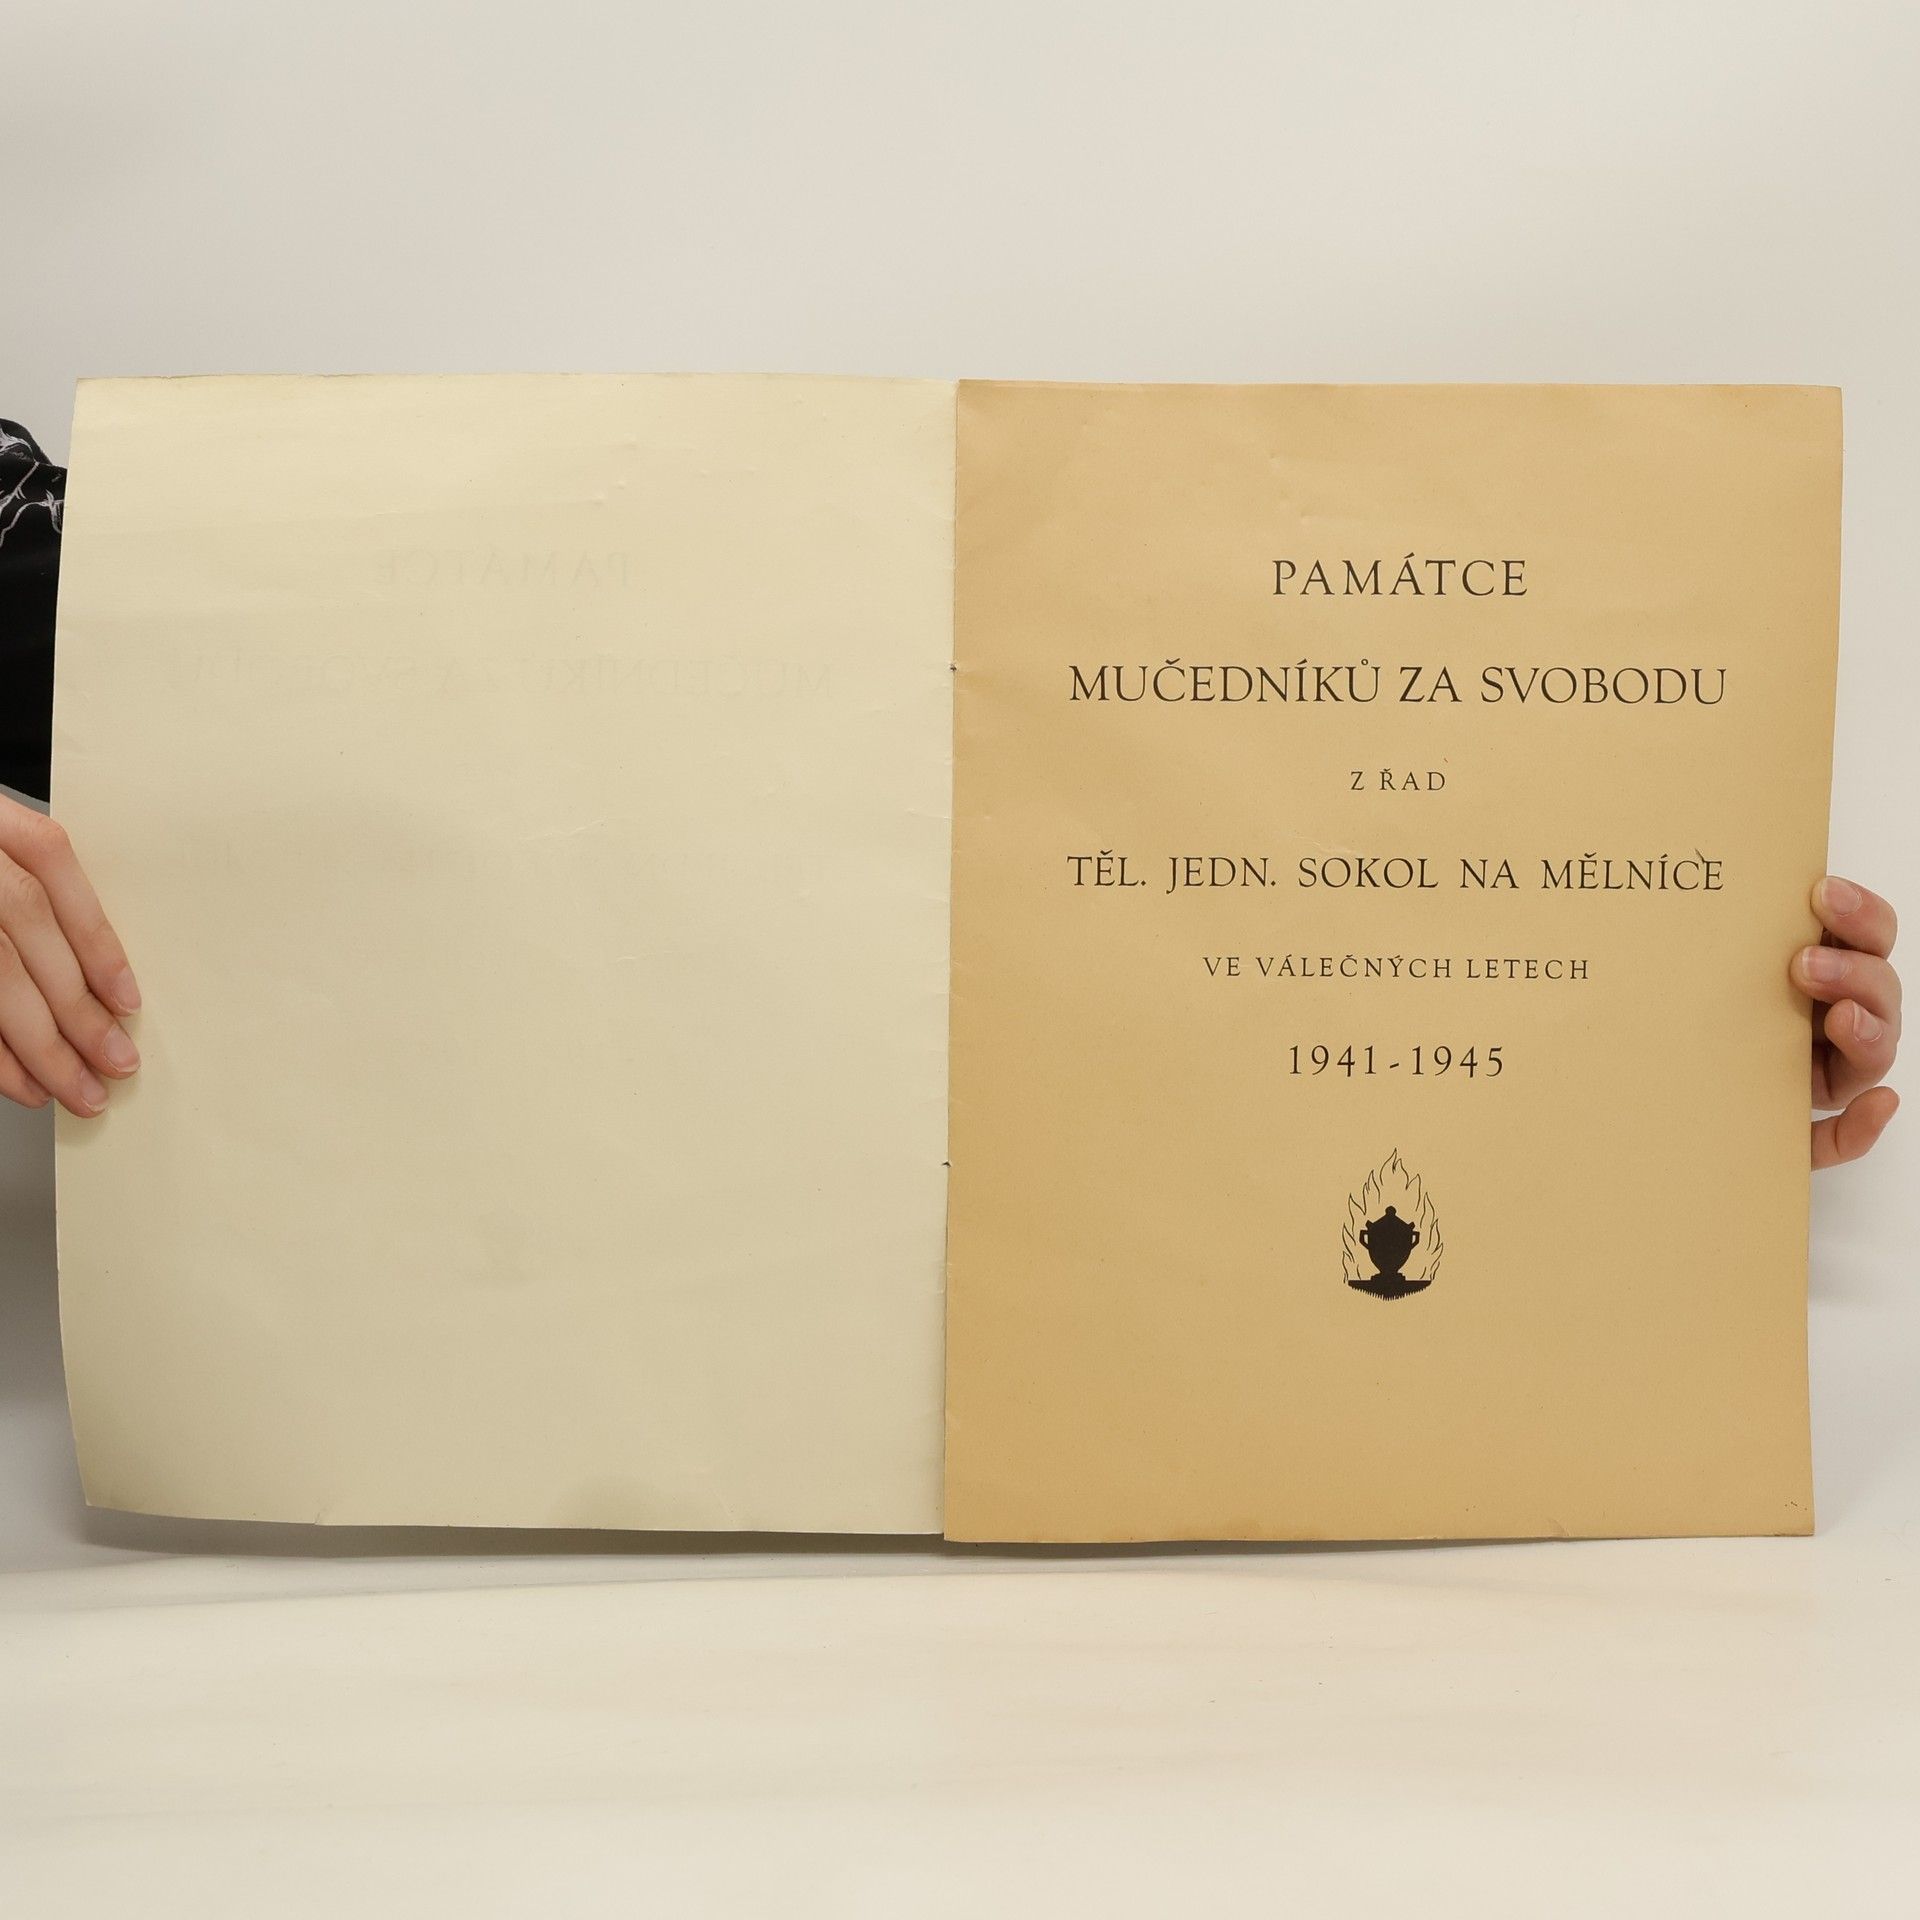 PAMÁTCE
MUČEDNÍKŮ ZA SVOBODU
Z ŘAD
TĚL. JEDN. SOKOL NA MĚLNÍCE
VE VÁLEČNÝCH LETECH
1941-1945